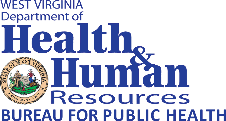 WEST VIRGINIA
Department of
Health
&
Human
Resources
BUREAU FOR PUBLIC HEALTH